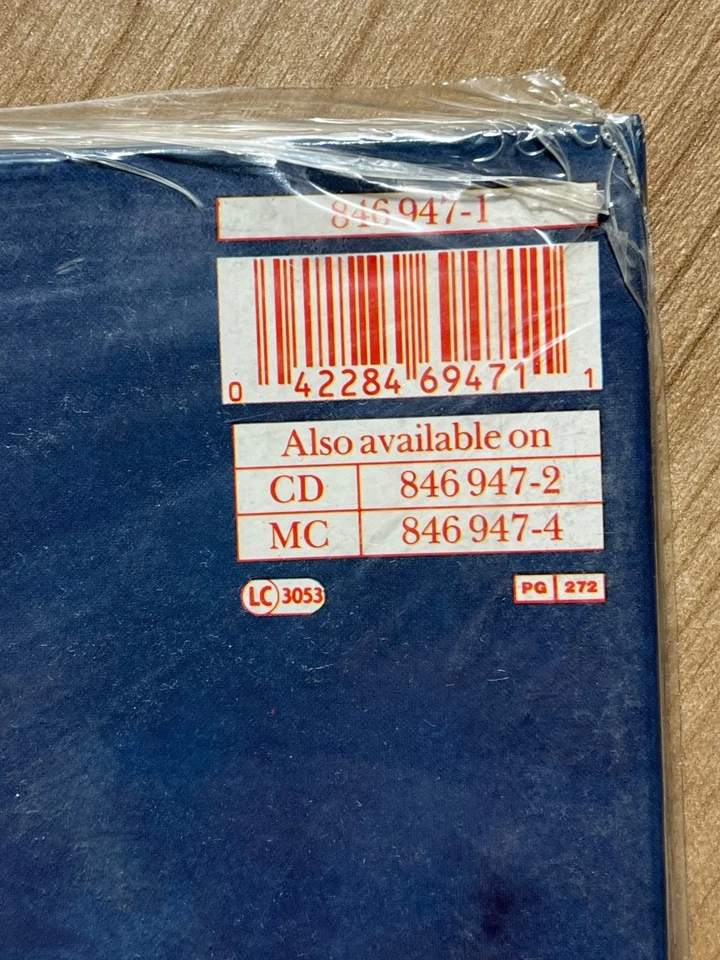 846 947-1
0 42284 69471 1
Also available on
CD 846 947-2
MC 846 947-4
LC 3053 PG 272